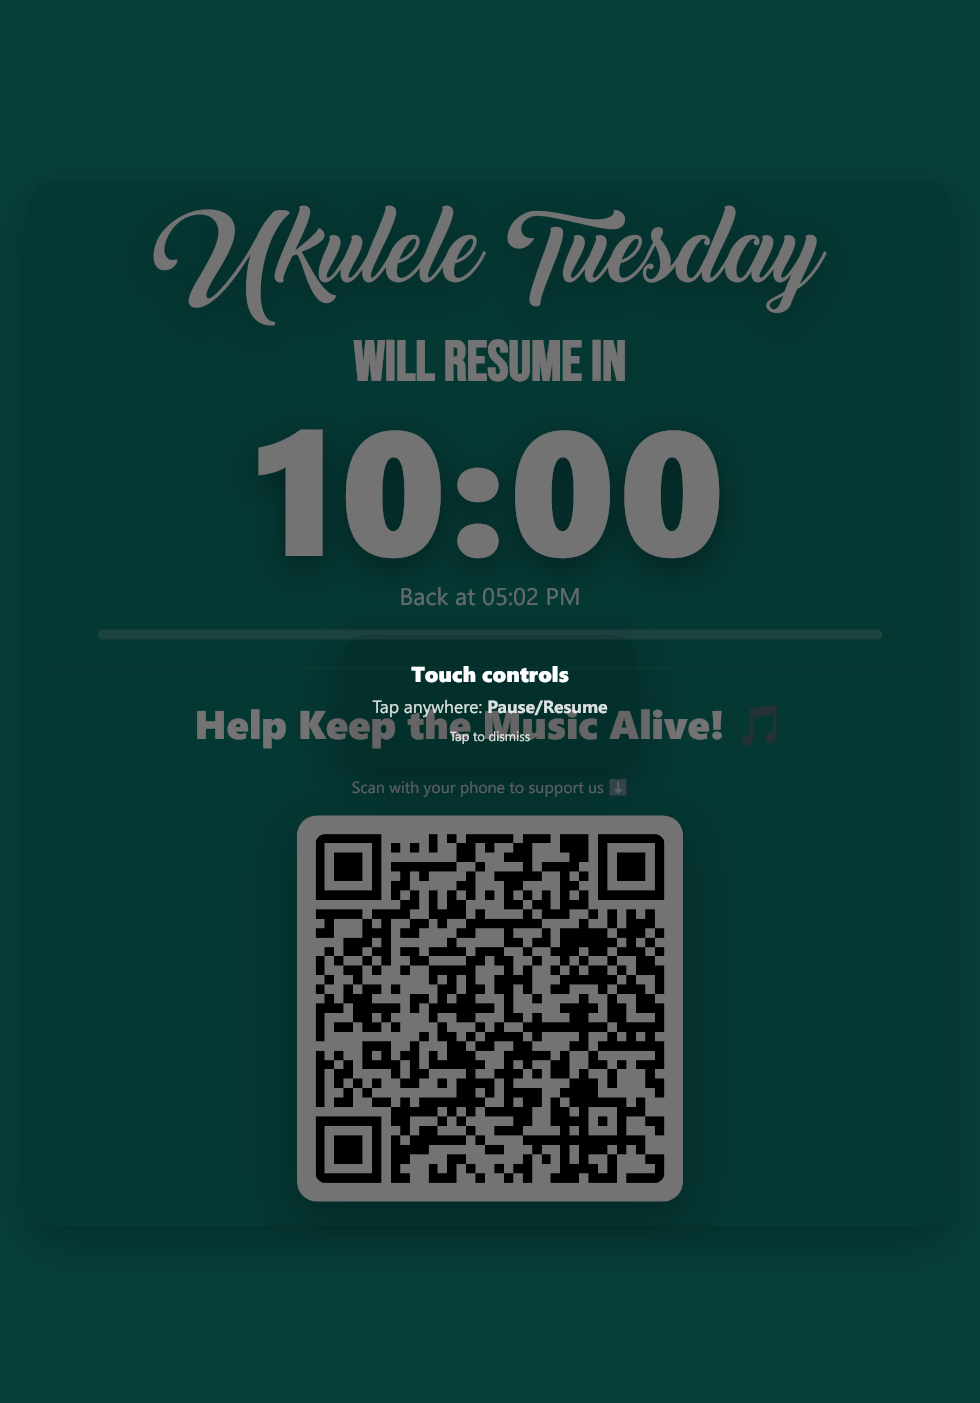 Ukulele Tuesday
WILL RESUME IN
10:00
Back at 05:02 PM
Touch controls
Tap anywhere: Pause/Resume
Tap to dismiss
Help Keep the Music Alive! 🎵
Scan with your phone to support us ⬇️